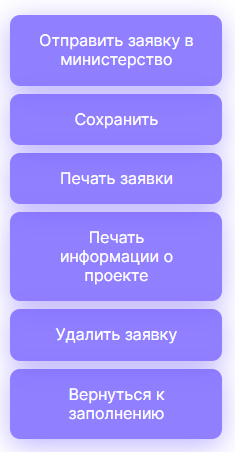 Отправить заявку в
министерство
Сохранить
Печать заявки
Печать
информации о
проекте
Удалить заявку
Вернуться к
заполнению